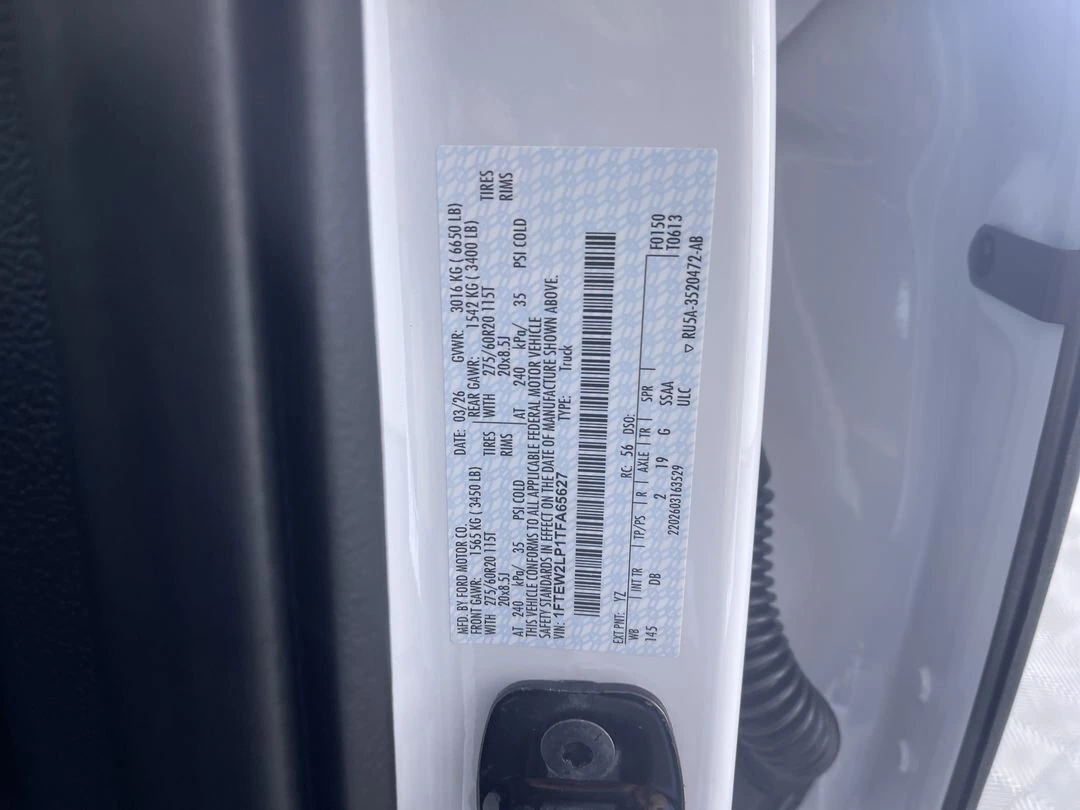 MFD. BY FORD MOTOR CO. DATE: 03/26 GVWR: 3016 KG ( 6650 LB)
FRONT GAWR: 1565 KG ( 3450 LB) REAR GAWR: 1542 KG ( 3400 LB)
WITH 275/60R20 115T TIRES WITH 275/60R20 115T TIRES
20x8.5J RIMS 20x8.5J RIMS
AT 240 kPa/ 35 PSI COLD AT 240 kPa/ 35 PSI COLD
THIS VEHICLE CONFORMS TO ALL APPLICABLE FEDERAL MOTOR VEHICLE
SAFETY STANDARDS IN EFFECT ON THE DATE OF MANUFACTURE SHOWN ABOVE.
VIN: 1FTEW2LP1TFA65627 TYPE: Truck
EXT PNT: YZ RC: 56 DSO: F0150
WB INT TR TP/PS R AXLE TR SPR T0613
145 DB 2 19 G SSAA
2202603163529 ULC ▽ RU5A-3520472-AB